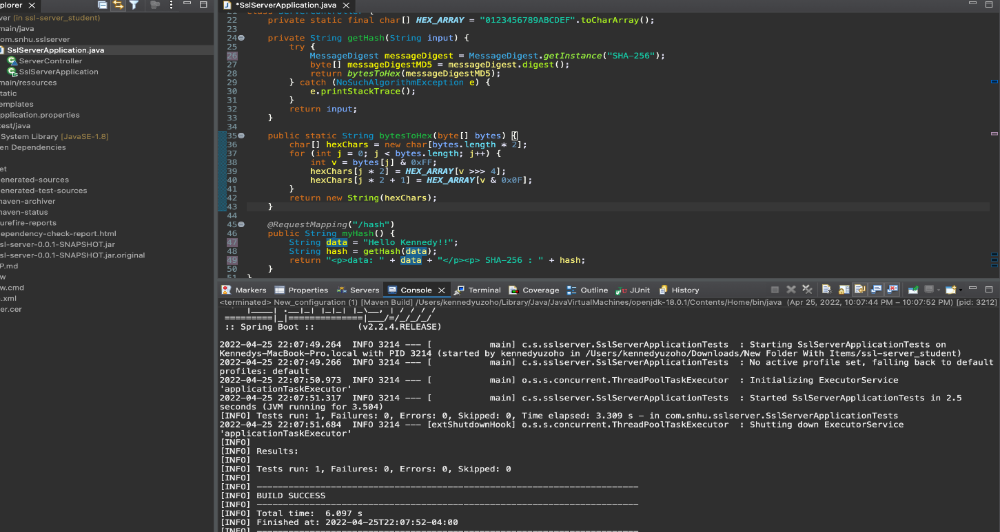 plorer
ver (in ssl-server_student)
main/java
om.snhu.sslserver
SslServerApplication.java
ServerController
SslServerApplication
main/resources
tatic
emplates
pplication.properties
test/java
System Library [JavaSE-1.8]
en Dependencies
et
enerated-sources
enerated-test-sources
naven-archiver
naven-status
urefire-reports
ependency-check-report.html
sl-server-0.0.1-SNAPSHOT.jar
sl-server-0.0.1-SNAPSHOT.jar.original
P.md
w
w.cmd
.xml
er.cer
*SslServerApplication.java
21 class ServerController {
22 private static final char[] HEX_ARRAY = "0123456789ABCDEF".toCharArray();
23
24 private String getHash(String input) {
25 try {
26 MessageDigest messageDigest = MessageDigest.getInstance("SHA-256");
27 byte[] messageDigestMD5 = messageDigest.digest();
28 return bytesToHex(messageDigestMD5);
29 } catch (NoSuchAlgorithmException e) {
30 e.printStackTrace();
31 }
32 return input;
33 }
34
35 public static String bytesToHex(byte[] bytes) {
36 char[] hexChars = new char[bytes.length * 2];
37 for (int j = 0; j < bytes.length; j++) {
38 int v = bytes[j] & 0xFF;
39 hexChars[j * 2] = HEX_ARRAY[v >>> 4];
40 hexChars[j * 2 + 1] = HEX_ARRAY[v & 0x0F];
41 }
42 return new String(hexChars);
43 }
44
45 @RequestMapping("/hash")
46 public String myHash() {
47 String data = "Hello Kennedy!!";
48 String hash = getHash(data);
49 return "<p>data: " + data + "</p><p> SHA-256 : " + hash;
50 }
51 }
Markers Properties Servers Console Terminal Coverage Outline JUnit History
<terminated> New_configuration (1) [Maven Build] /Users/kennedyuzoho/Library/Java/JavaVirtualMachines/openjdk-18.0.1/Contents/Home/bin/java (Apr 25, 2022, 10:07:44 PM – 10:07:52 PM) [pid: 3212]
|____| .__|_| |_|_| |_\__, | / / / /
=========|_|==============|___/=/_/_/_/
:: Spring Boot :: (v2.2.4.RELEASE)
2022-04-25 22:07:49.264 INFO 3214 --- [ main] c.s.sslserver.SslServerApplicationTests : Starting SslServerApplicationTests on
Kennedys-MacBook-Pro.local with PID 3214 (started by kennedyuzoho in /Users/kennedyuzoho/Downloads/New Folder With Items/ssl-server_student)
2022-04-25 22:07:49.266 INFO 3214 --- [ main] c.s.sslserver.SslServerApplicationTests : No active profile set, falling back to default
profiles: default
2022-04-25 22:07:50.973 INFO 3214 --- [ main] o.s.s.concurrent.ThreadPoolTaskExecutor : Initializing ExecutorService
'applicationTaskExecutor'
2022-04-25 22:07:51.317 INFO 3214 --- [ main] c.s.sslserver.SslServerApplicationTests : Started SslServerApplicationTests in 2.5
seconds (JVM running for 3.504)
[INFO] Tests run: 1, Failures: 0, Errors: 0, Skipped: 0, Time elapsed: 3.309 s - in com.snhu.sslserver.SslServerApplicationTests
2022-04-25 22:07:51.684 INFO 3214 --- [extShutdownHook] o.s.s.concurrent.ThreadPoolTaskExecutor : Shutting down ExecutorService
'applicationTaskExecutor'
[INFO]
[INFO] Results:
[INFO]
[INFO] Tests run: 1, Failures: 0, Errors: 0, Skipped: 0
[INFO]
[INFO] ------------------------------------------------------------------------
[INFO] BUILD SUCCESS
[INFO] ------------------------------------------------------------------------
[INFO] Total time: 6.097 s
[INFO] Finished at: 2022-04-25T22:07:52-04:00
[INFO] ------------------------------------------------------------------------